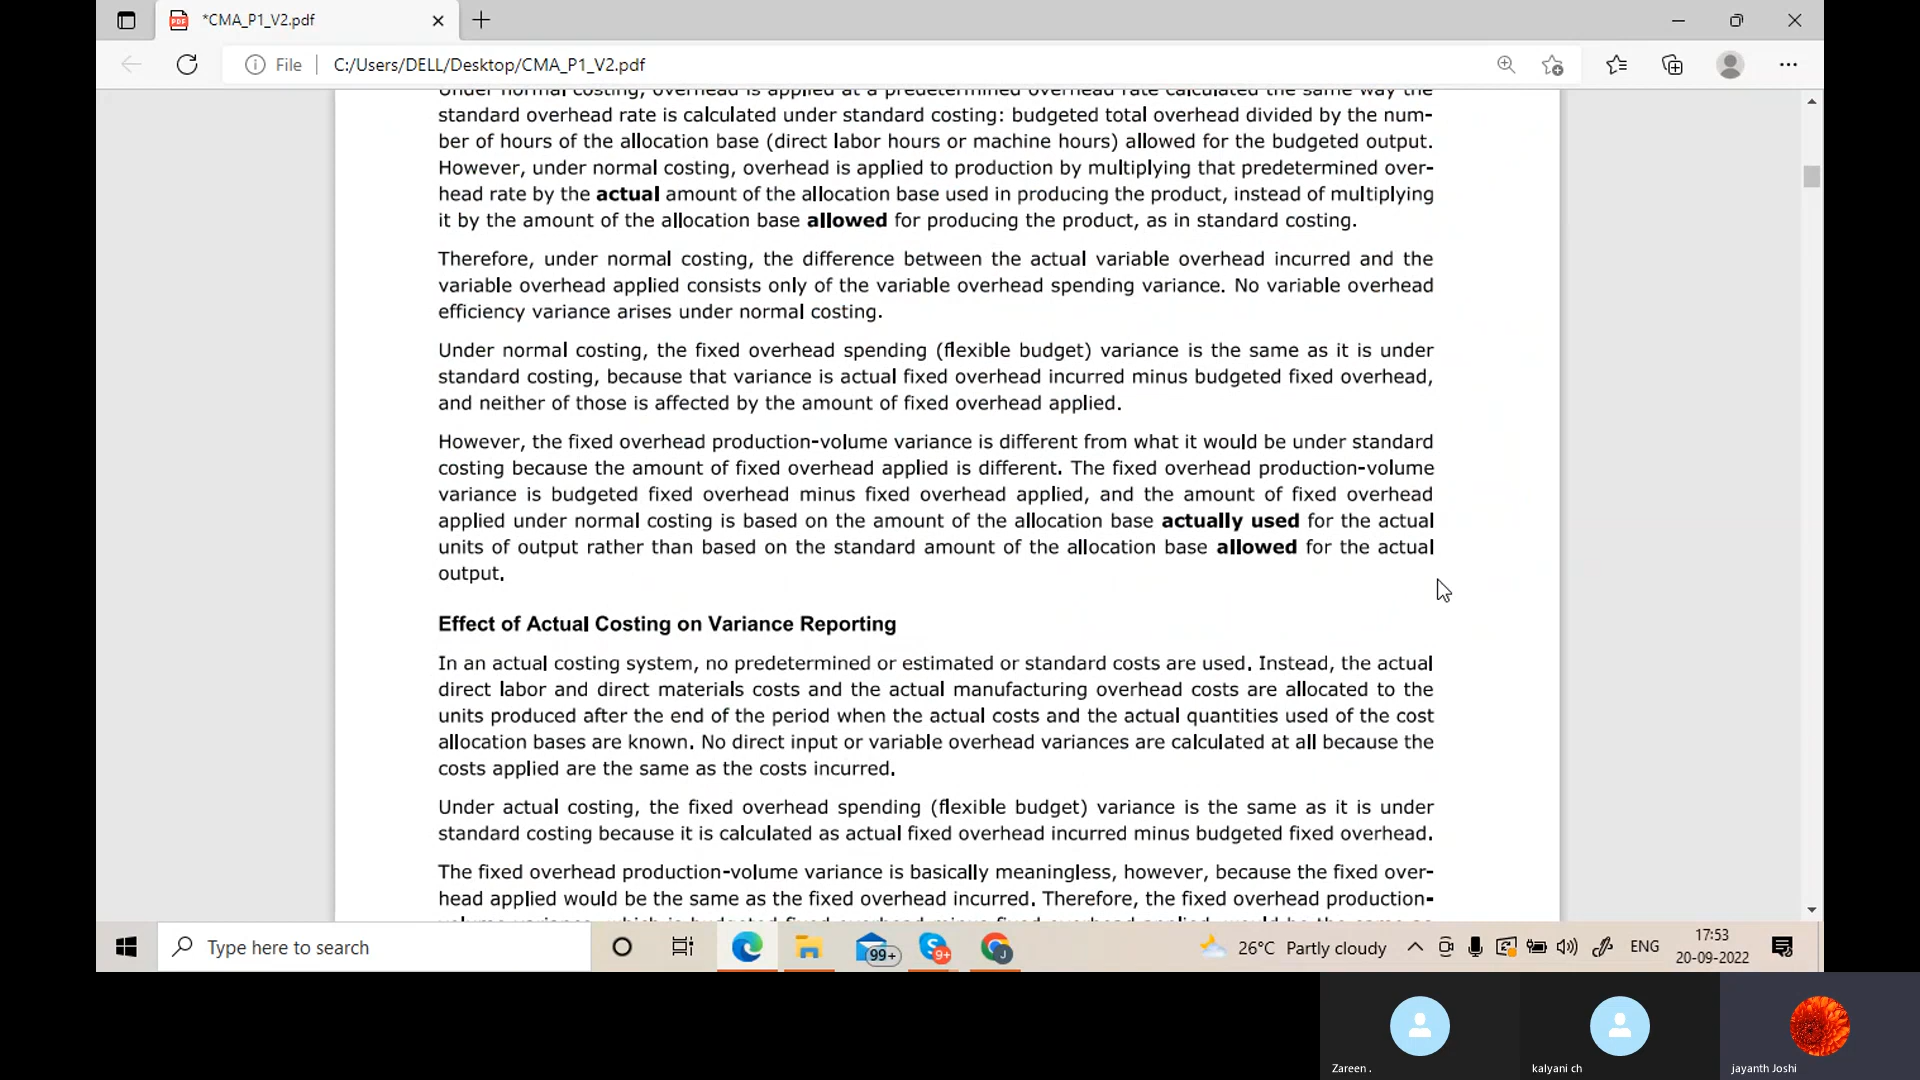 *CMA_P1_V2.pdf
File
C:/Users/DELL/Desktop/CMA_P1_V2.pdf
Under normal costing, overhead is applied at a predetermined overhead rate calculated the same way the
standard overhead rate is calculated under standard costing: budgeted total overhead divided by the num-
ber of hours of the allocation base (direct labor hours or machine hours) allowed for the budgeted output.
However, under normal costing, overhead is applied to production by multiplying that predetermined over-
head rate by the actual amount of the allocation base used in producing the product, instead of multiplying
it by the amount of the allocation base allowed for producing the product, as in standard costing.
Therefore, under normal costing, the difference between the actual variable overhead incurred and the
variable overhead applied consists only of the variable overhead spending variance. No variable overhead
efficiency variance arises under normal costing.
Under normal costing, the fixed overhead spending (flexible budget) variance is the same as it is under
standard costing, because that variance is actual fixed overhead incurred minus budgeted fixed overhead,
and neither of those is affected by the amount of fixed overhead applied.
However, the fixed overhead production-volume variance is different from what it would be under standard
costing because the amount of fixed overhead applied is different. The fixed overhead production-volume
variance is budgeted fixed overhead minus fixed overhead applied, and the amount of fixed overhead
applied under normal costing is based on the amount of the allocation base actually used for the actual
units of output rather than based on the standard amount of the allocation base allowed for the actual
output.
Effect of Actual Costing on Variance Reporting
In an actual costing system, no predetermined or estimated or standard costs are used. Instead, the actual
direct labor and direct materials costs and the actual manufacturing overhead costs are allocated to the
units produced after the end of the period when the actual costs and the actual quantities used of the cost
allocation bases are known. No direct input or variable overhead variances are calculated at all because the
costs applied are the same as the costs incurred.
Under actual costing, the fixed overhead spending (flexible budget) variance is the same as it is under
standard costing because it is calculated as actual fixed overhead incurred minus budgeted fixed overhead.
The fixed overhead production-volume variance is basically meaningless, however, because the fixed over-
head applied would be the same as the fixed overhead incurred. Therefore, the fixed overhead production-
Type here to search
99+
9+
J
26°C Partly cloudy
ENG
17:53
20-09-2022
Zareen .
kalyani ch
jayanth Joshi